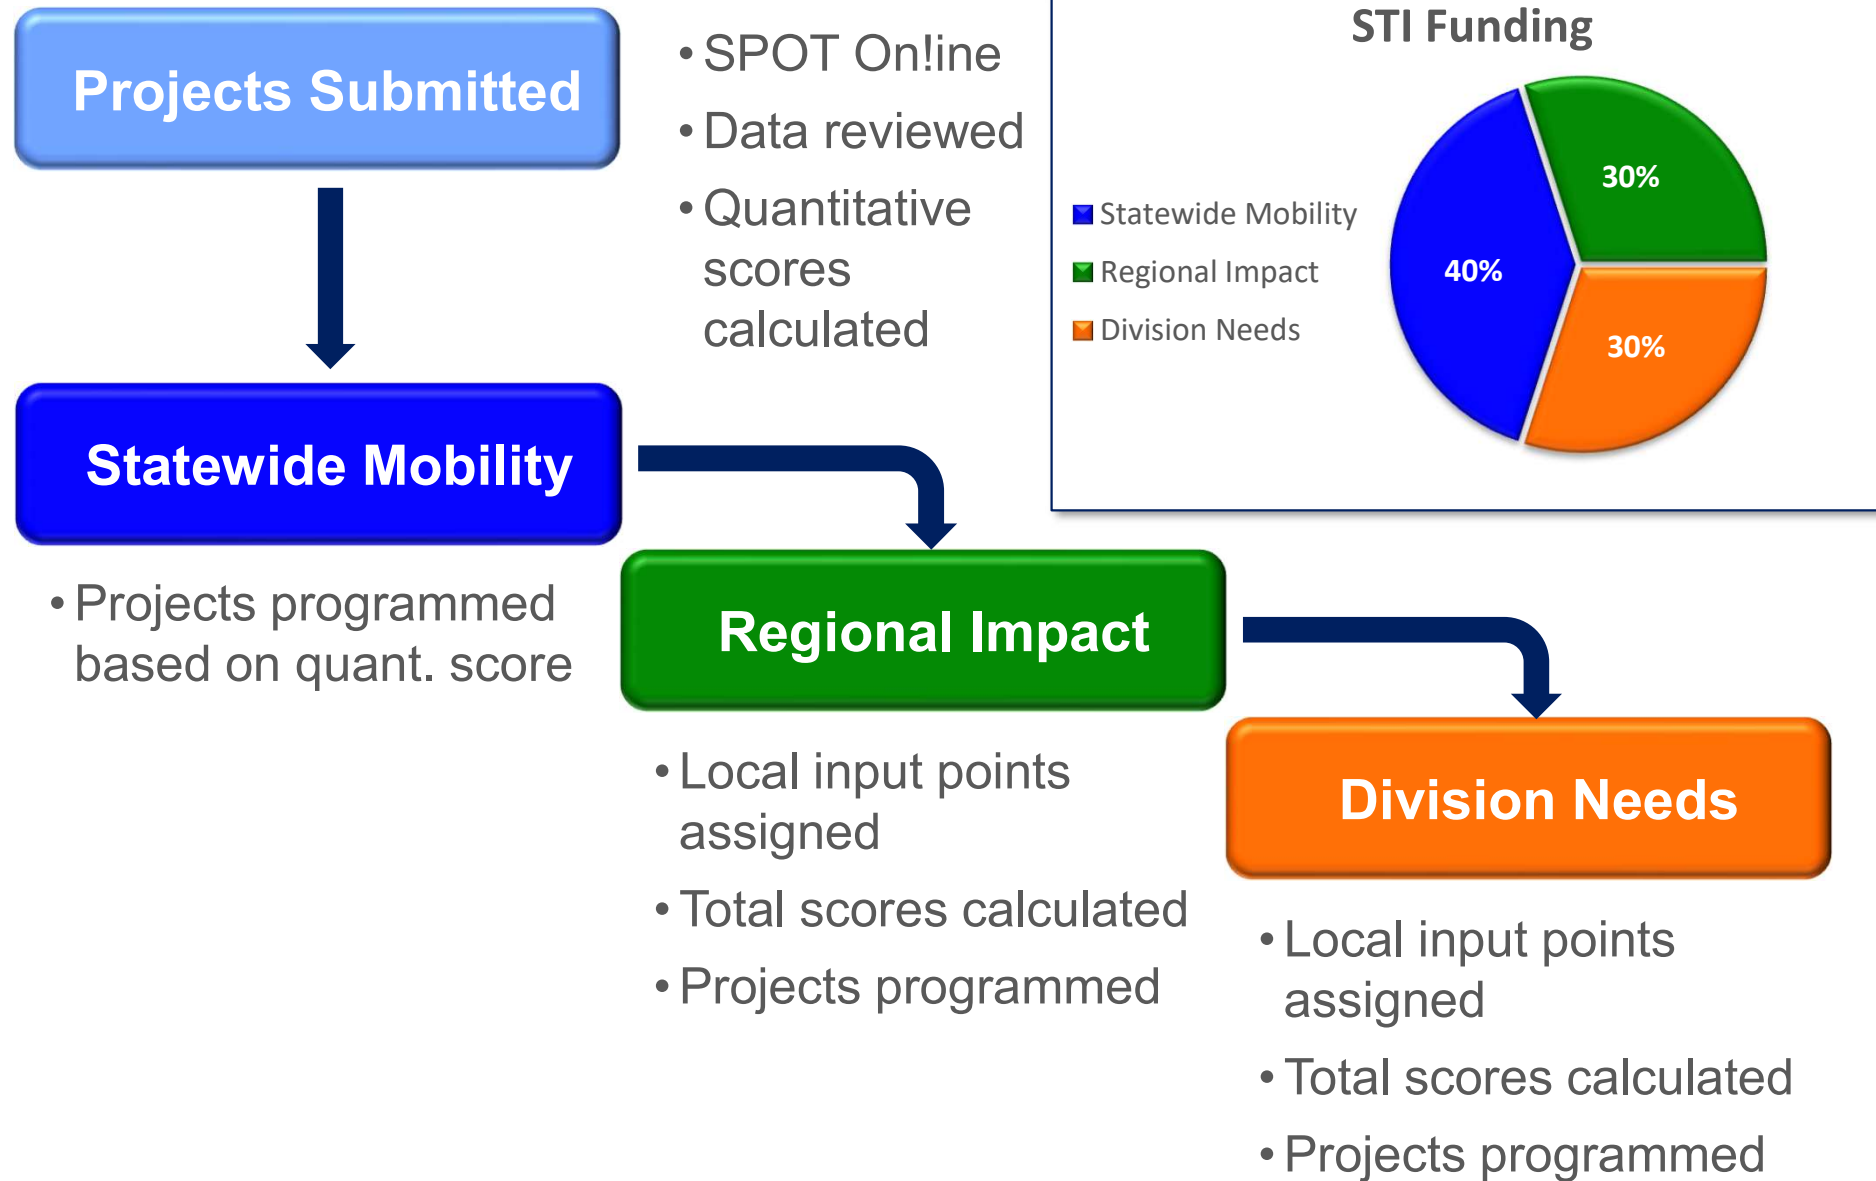 Projects Submitted
• SPOT On!ine
• Data reviewed
• Quantitative
scores
calculated
STI Funding
Statewide Mobility
Regional Impact
Division Needs
30%
40%
30%
Statewide Mobility
• Projects programmed
based on quant. score
Regional Impact
• Local input points
assigned
• Total scores calculated
• Projects programmed
Division Needs
• Local input points
assigned
• Total scores calculated
• Projects programmed